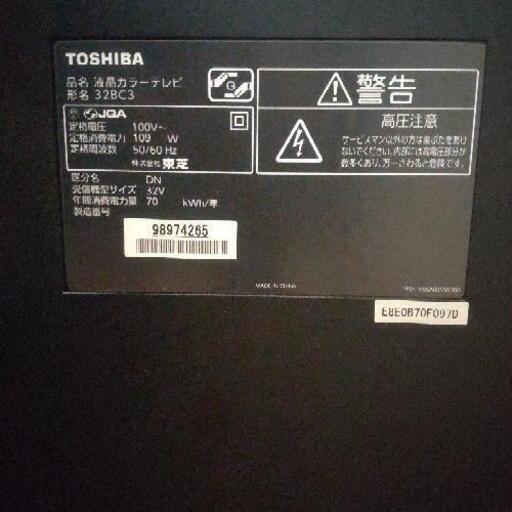 TOSHIBA
品名 液晶カラーテレビ
形名 32BC3
JQA
定格電圧 100V~
定格消費電力 109 W
定格周波数 50/60 Hz
株式会社 東芝
区分名 DN
受信機型サイズ 32V
年間消費電力量 70 kWh/年
製造番号
98974265
G
警告
高圧注意
サービスマン以外の方は裏ぶたをあけ
ないでください。内部には高電圧部分が
数多くあり、万一さわると危険です。
MADE IN CHINA
E8E0B70F097D